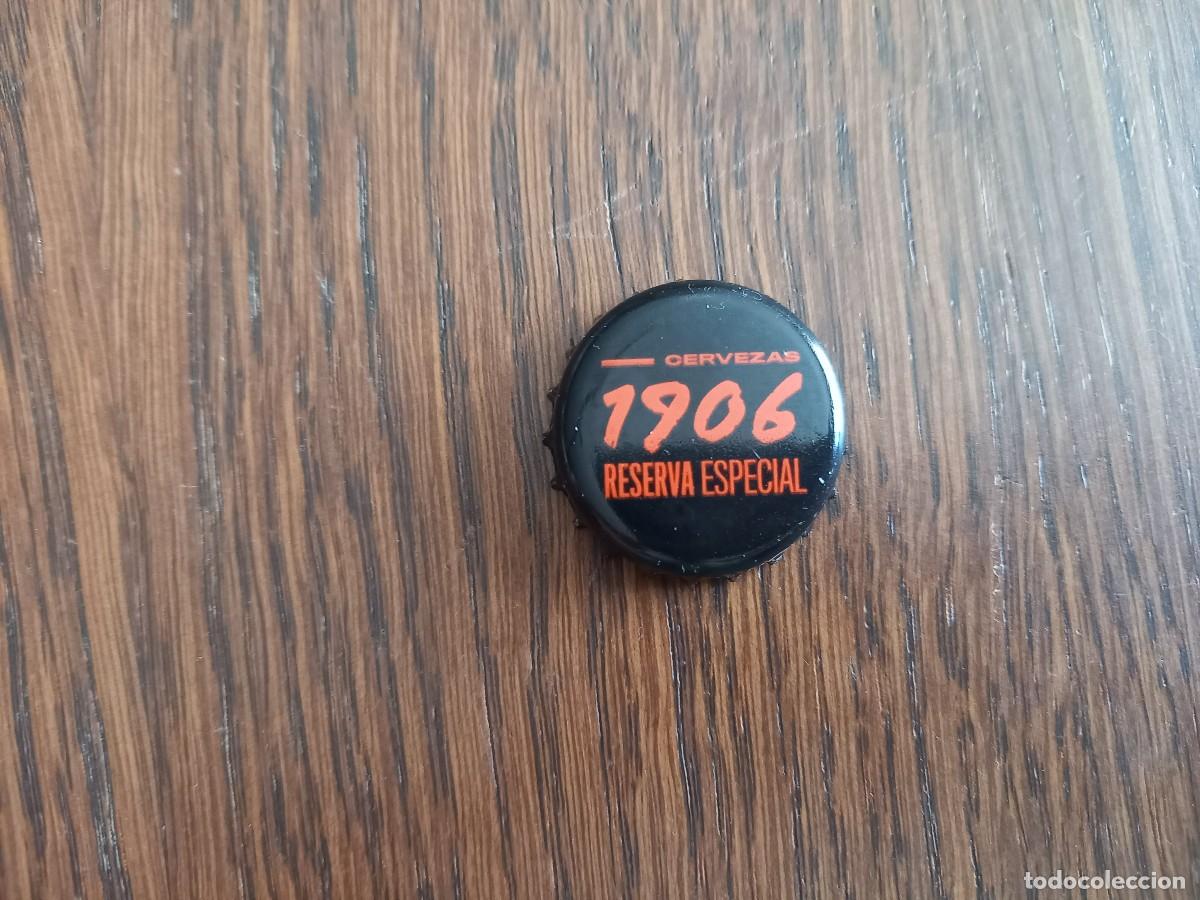 CERVEZAS
1906
RESERVA ESPECIAL
todocoleccion